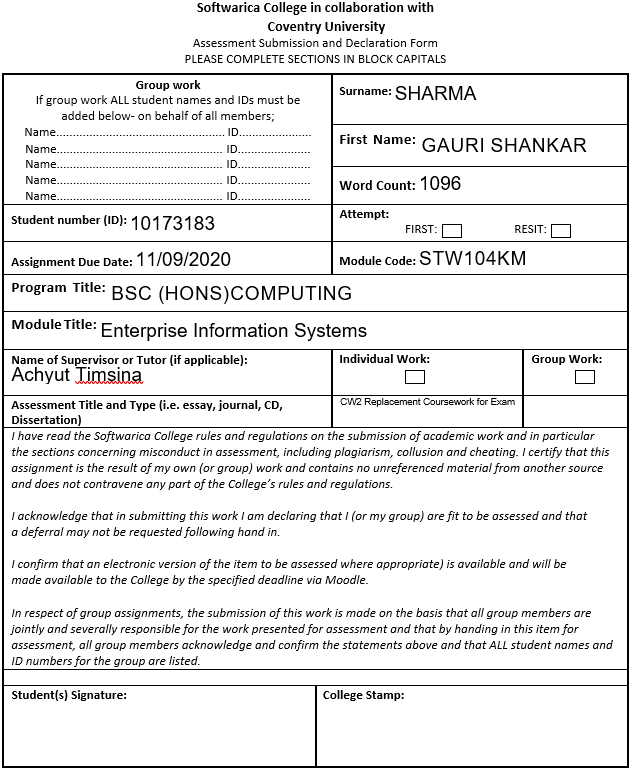 Softwarica College in collaboration with
Coventry University
Assessment Submission and Declaration Form
PLEASE COMPLETE SECTIONS IN BLOCK CAPITALS
Group work
If group work ALL student names and IDs must be
added below- on behalf of all members;
Name.................................................... ID.......................
Name.................................................... ID.......................
Name.................................................... ID.......................
Name.................................................... ID.......................
Name.................................................... ID.......................
Surname: SHARMA
First Name: GAURI SHANKAR
Word Count: 1096
Student number (ID): 10173183
Attempt:
FIRST: RESIT:
Assignment Due Date: 11/09/2020
Module Code: STW104KM
Program Title: BSC (HONS)COMPUTING
Module Title: Enterprise Information Systems
Name of Supervisor or Tutor (if applicable):
Achyut Timsina
Individual Work:
Group Work:
Assessment Title and Type (i.e. essay, journal, CD,
Dissertation)
CW2 Replacement Coursework for Exam
I have read the Softwarica College rules and regulations on the submission of academic work and in particular
the sections concerning misconduct in assessment, including plagiarism, collusion and cheating. I certify that this
assignment is the result of my own (or group) work and contains no unreferenced material from another source
and does not contravene any part of the College's rules and regulations.
I acknowledge that in submitting this work I am declaring that I (or my group) are fit to be assessed and that
a deferral may not be requested following hand in.
I confirm that an electronic version of the item to be assessed where appropriate) is available and will be
made available to the College by the specified deadline via Moodle.
In respect of group assignments, the submission of this work is made on the basis that all group members are
jointly and severally responsible for the work presented for assessment and that by handing in this item for
assessment, all group members acknowledge and confirm the statements above and that ALL student names and
ID numbers for the group are listed.
Student(s) Signature:
College Stamp: